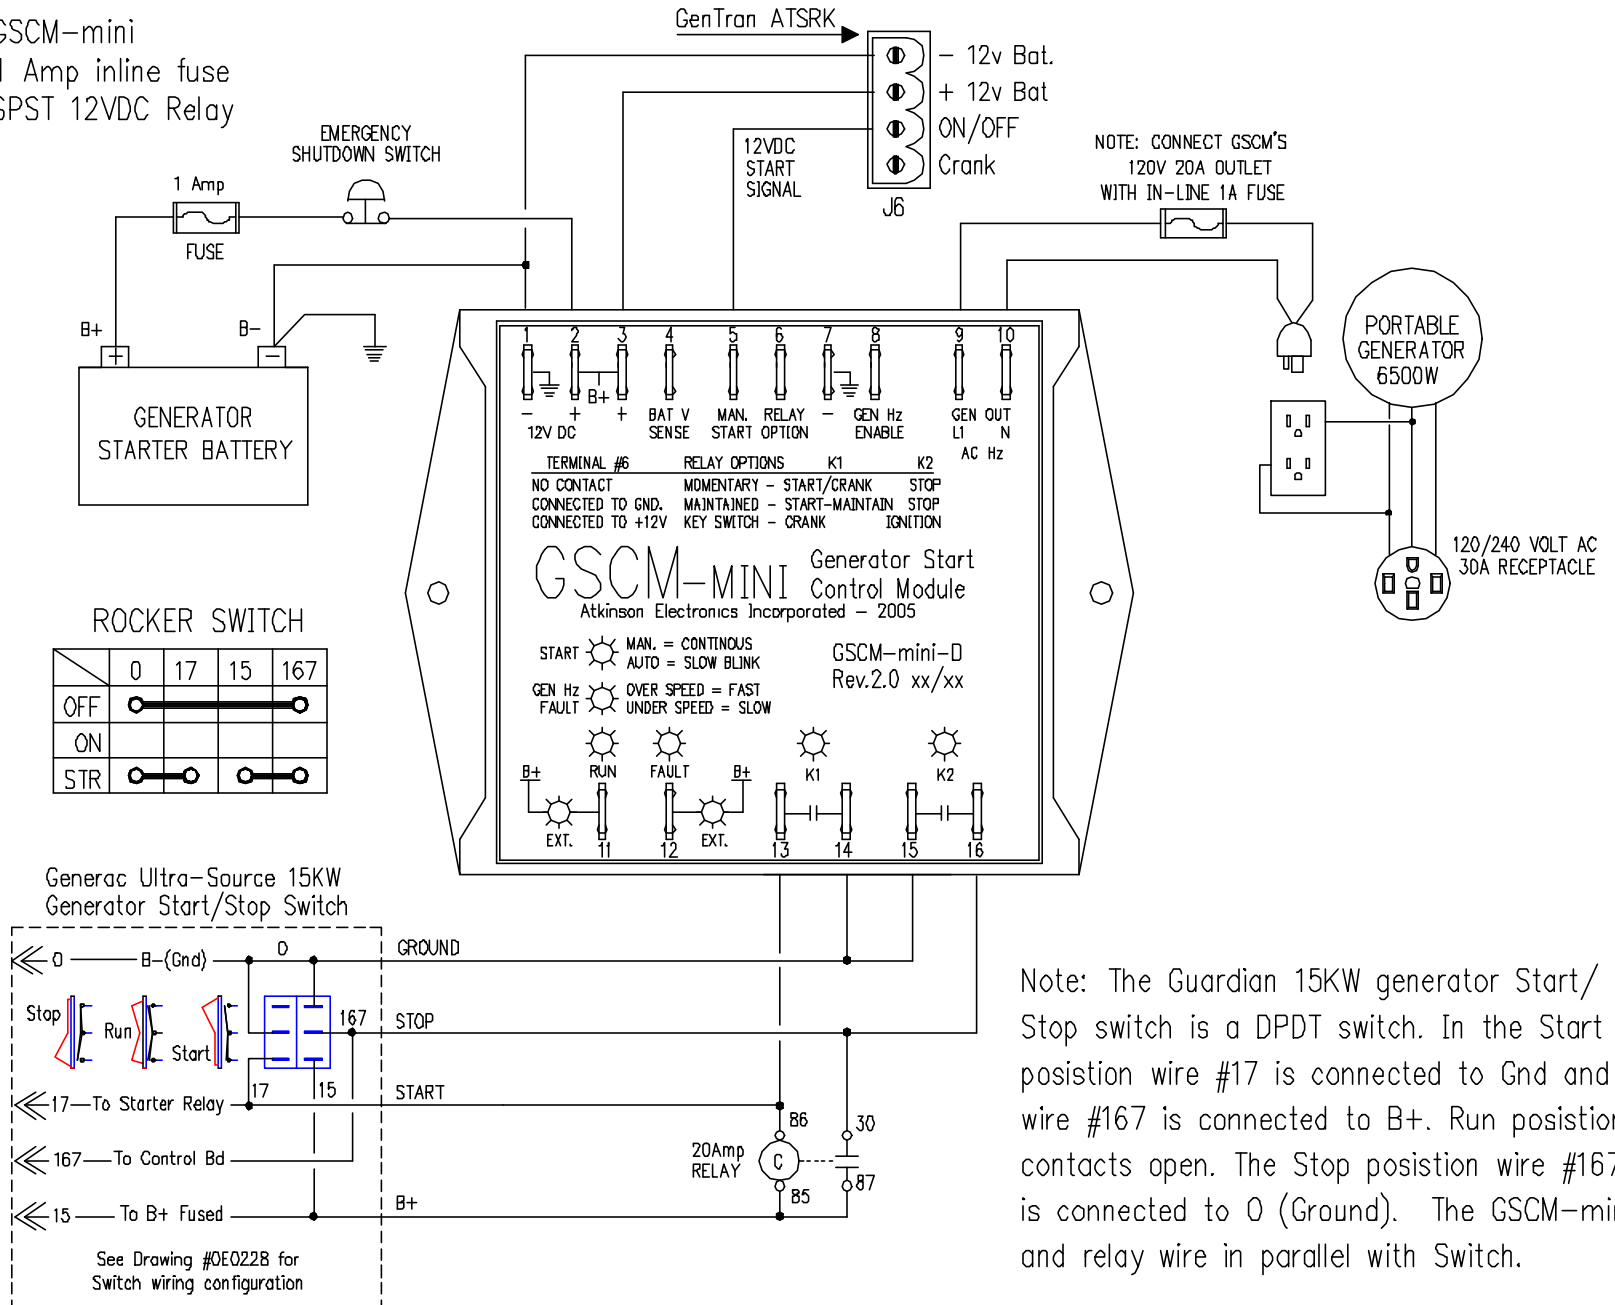 GSCM-mini
1 Amp inline fuse
SPST 12VDC Relay
GenTran ATSRK
- 12v Bat.
+ 12v Bat
ON/OFF
Crank
J6
12VDC
START
SIGNAL
EMERGENCY
SHUTDOWN SWITCH
1 Amp
FUSE
NOTE: CONNECT GSCM'S
120V 20A OUTLET
WITH IN-LINE 1A FUSE
B+
B-
+
-
GENERATOR
STARTER BATTERY
PORTABLE
GENERATOR
6500W
120/240 VOLT AC
30A RECEPTACLE
1 2 3 4 5 6 7 8 9 10
B+
- + + BAT V MAN. RELAY - GEN Hz GEN OUT
12V DC SENSE START OPTION ENABLE L1 N
AC Hz
TERMINAL #6 RELAY OPTIONS K1 K2
NO CONTACT MOMENTARY - START/CRANK STOP
CONNECTED TO GND. MAINTAINED - START-MAINTAIN STOP
CONNECTED TO +12V KEY SWITCH - CRANK IGNITION
GSCM-MINI
Generator Start
Control Module
Atkinson Electronics Incorporated - 2005
START
MAN. = CONTINOUS
AUTO = SLOW BLINK
GEN Hz
FAULT
OVER SPEED = FAST
UNDER SPEED = SLOW
GSCM-mini-D
Rev.2.0 xx/xx
RUN FAULT K1 K2
B+ B+
EXT. EXT.
11 12 13 14 15 16
ROCKER SWITCH
0 17 15 167
OFF
ON
STR
Generac Ultra-Source 15KW
Generator Start/Stop Switch
0 B-(Gnd) 0
GROUND
Stop
Run
Start
167
STOP
17 15
START
17 To Starter Relay
167 To Control Bd
15 To B+ Fused
B+
See Drawing #0E0228 for
Switch wiring configuration
20Amp
RELAY
C
86
85
30
87
Note: The Guardian 15KW generator Start/
Stop switch is a DPDT switch. In the Start
posistion wire #17 is connected to Gnd and
wire #167 is connected to B+. Run posistion
contacts open. The Stop posistion wire #167
is connected to 0 (Ground). The GSCM-mini
and relay wire in parallel with Switch.